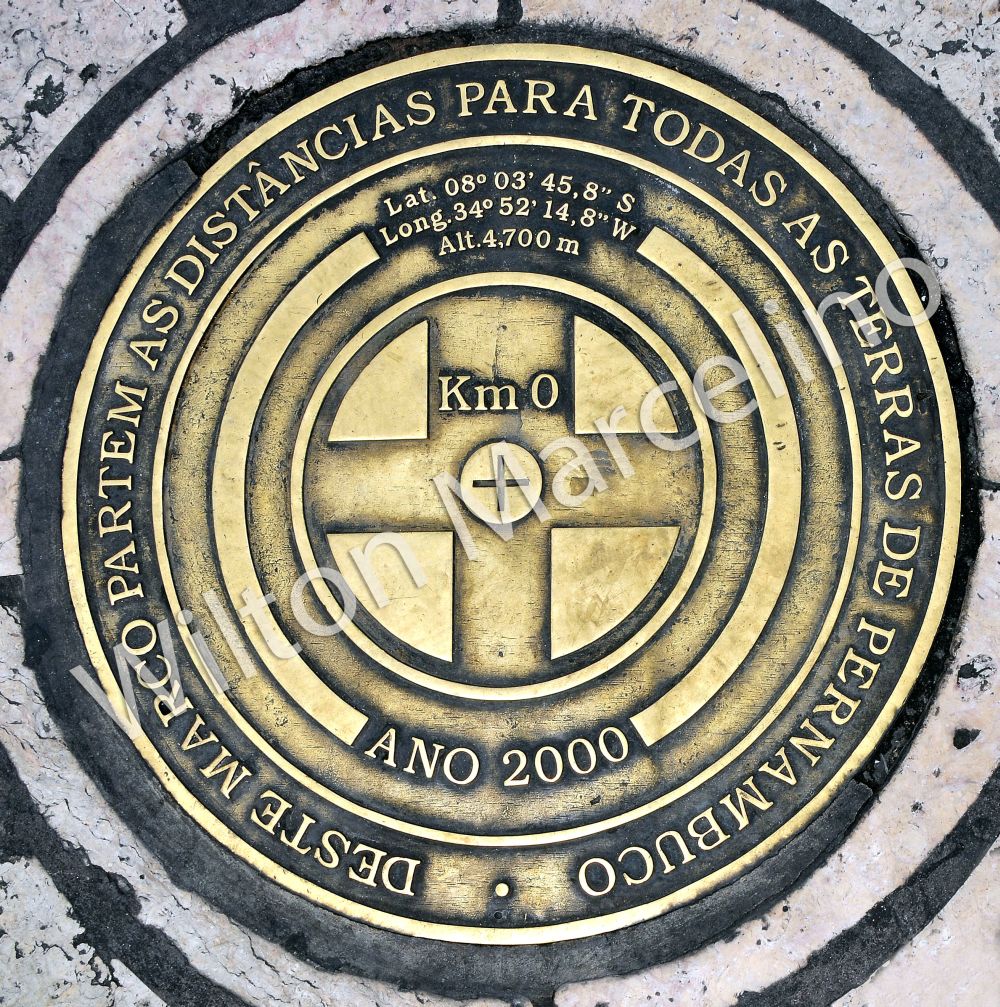 DESTE MARCO PARTEM AS DISTÂNCIAS PARA TODAS AS TERRAS DE PERNAMBUCO
Lat. 08º 03' 45,8" S
Long. 34º 52' 14,8" W
Alt. 4,700 m
Km 0
ANO 2000
Wilton Marcelino